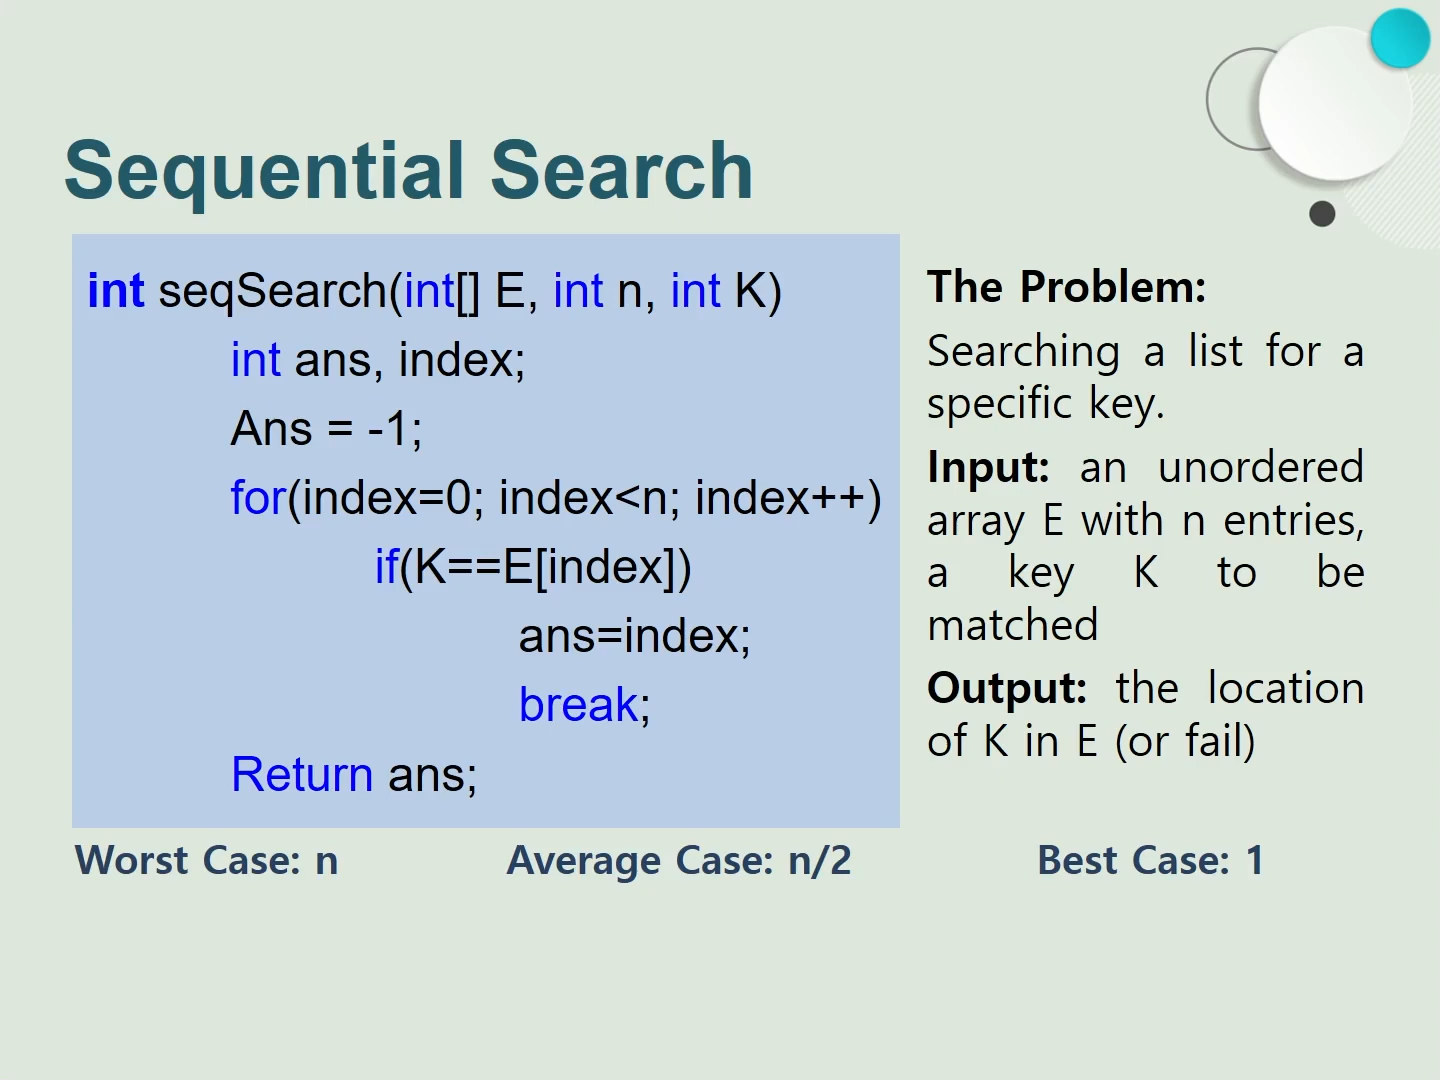 Sequential Search
int seqSearch(int[] E, int n, int K)
int ans, index;
Ans = -1;
for(index=0; index<n; index++)
if(K==E[index])
ans=index;
break;
Return ans;
The Problem:
Searching a list for a
specific key.
Input: an unordered
array E with n entries,
a key K to be
matched
Output: the location
of K in E (or fail)
Worst Case: n
Average Case: n/2
Best Case: 1